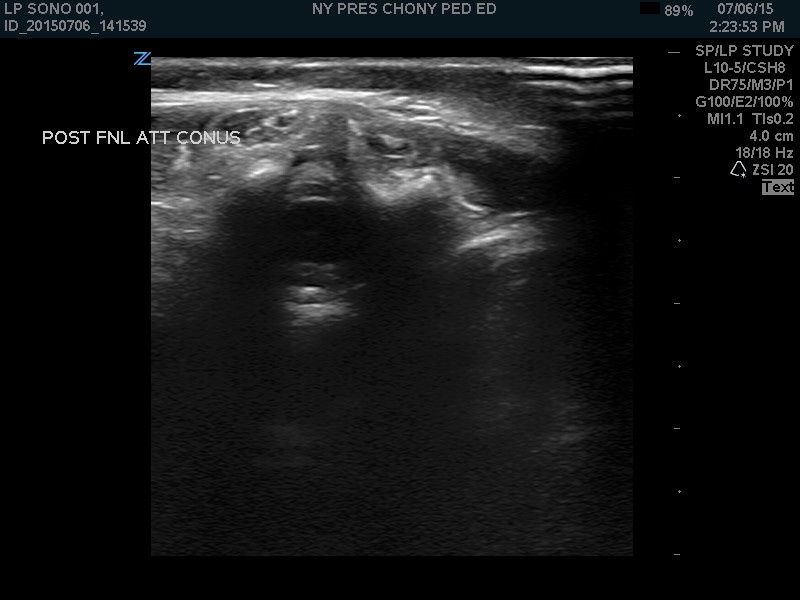 LP SONO 001,
ID_20150706_141539
NY PRES CHONY PED ED
89%
07/06/15
2:23:53 PM
POST FNL ATT CONUS
SP/LP STUDY
L10-5/CSH8
DR75/M3/P1
G100/E2/100%
MI1.1 TIs0.2
4.0 cm
18/18 Hz
ZSI 20
Text